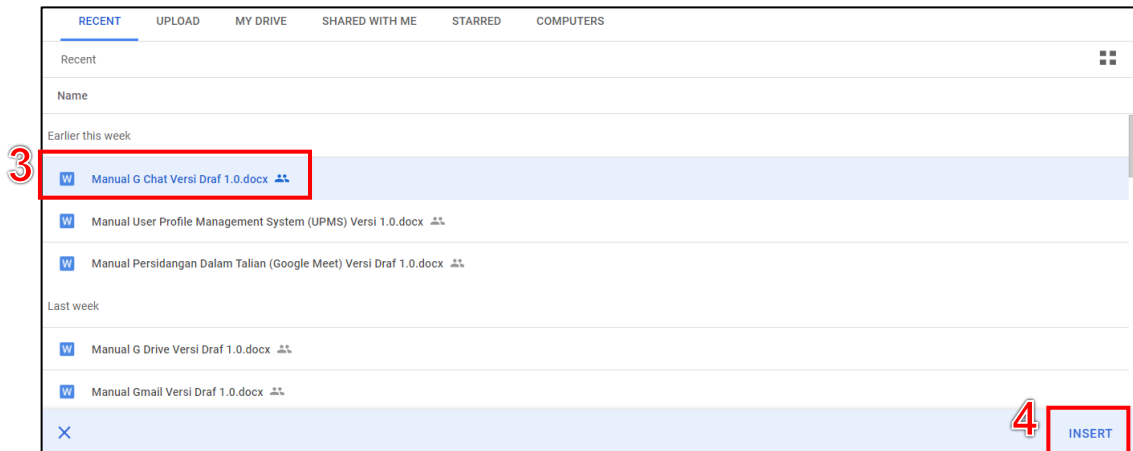 RECENT UPLOAD MY DRIVE SHARED WITH ME STARRED COMPUTERS
Recent
Name
Earlier this week
3
W Manual G Chat Versi Draf 1.0.docx
W Manual User Profile Management System (UPMS) Versi 1.0.docx
W Manual Persidangan Dalam Talian (Google Meet) Versi Draf 1.0.docx
Last week
W Manual G Drive Versi Draf 1.0.docx
W Manual Gmail Versi Draf 1.0.docx
4 INSERT